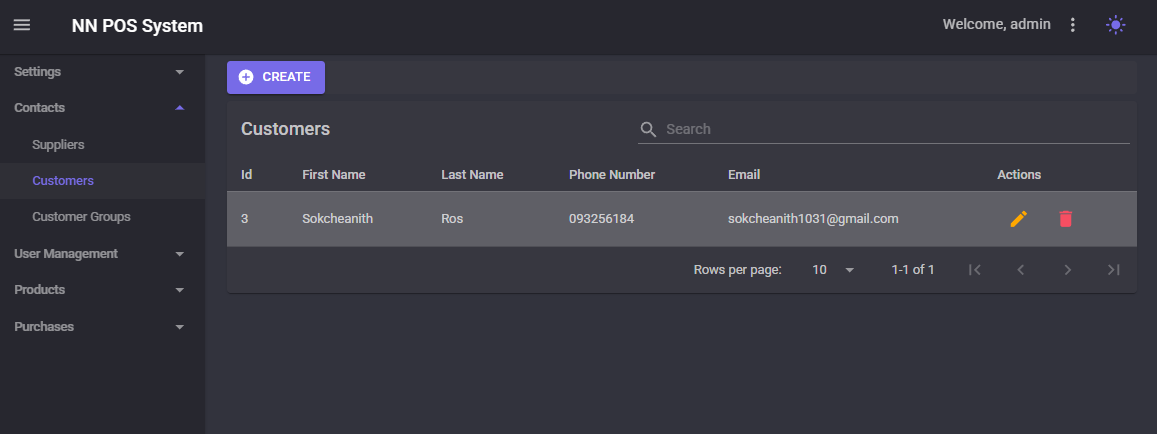 NN POS System
Welcome, admin
Settings
Contacts
Suppliers
Customers
Customer Groups
User Management
Products
Purchases
CREATE
Customers
Search
Id First Name Last Name Phone Number Email Actions
3 Sokcheanith Ros 093256184 sokcheanith1031@gmail.com
Rows per page: 10 1-1 of 1